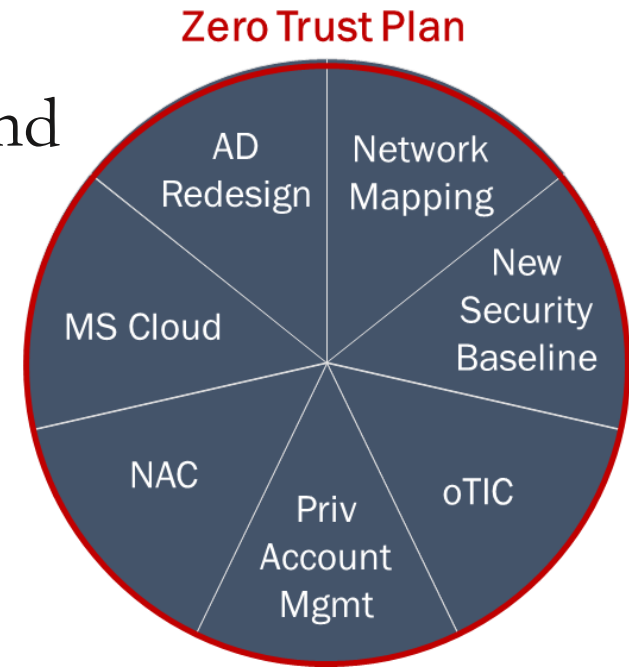 Zero Trust Plan
nd
AD
Redesign
Network
Mapping
New
Security
Baseline
MS Cloud
NAC
oTIC
Priv
Account
Mgmt